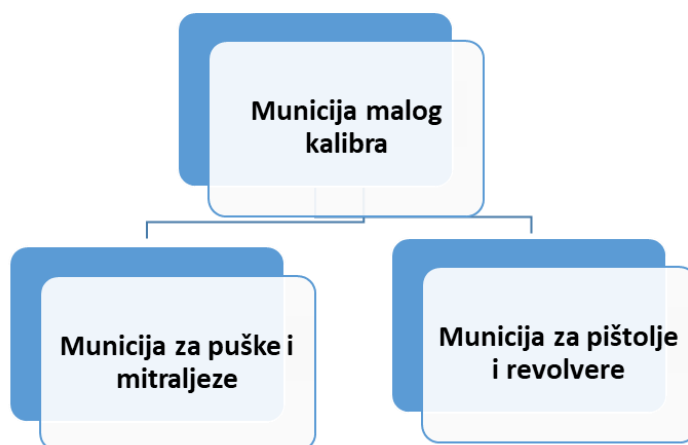 Municija malog
kalibra
Municija za puške i
mitraljeze
Municija za pištolje
i revolvere